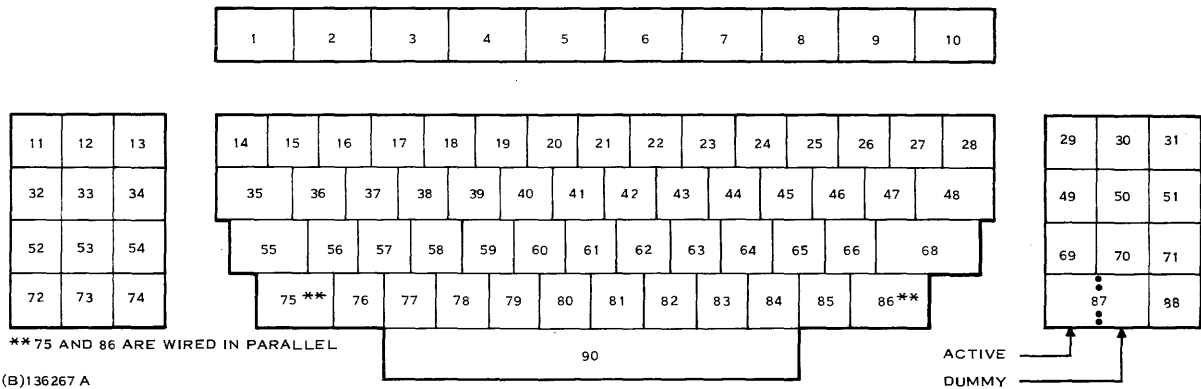 1 2 3 4 5 6 7 8 9 10
11 12 13 14 15 16 17 18 19 20 21 22 23 24 25 26 27 28 29 30 31
32 33 34 35 36 37 38 39 40 41 42 43 44 45 46 47 48 49 50 51
52 53 54 55 56 57 58 59 60 61 62 63 64 65 66 68 69 70 71
72 73 74 75 ** 76 77 78 79 80 81 82 83 84 85 86 ** 87 88
** 75 AND 86 ARE WIRED IN PARALLEL
90
ACTIVE
(B)136267 A
DUMMY